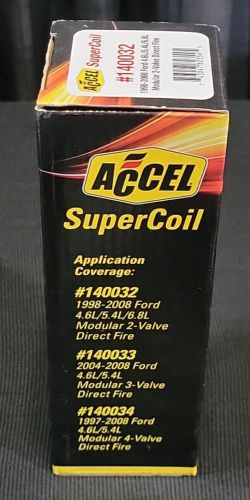 ACCEL
SuperCoil
#140032
1998-2008 Ford 4.6L/5.4L/6.8L
Modular 2-Valve Direct Fire
ACCEL
SuperCoil
Application
Coverage:
#140032
1998-2008 Ford
4.6L/5.4L/6.8L
Modular 2-Valve
Direct Fire
#140033
2004-2008 Ford
4.6L/5.4L
Modular 3-Valve
Direct Fire
#140034
1997-2008 Ford
4.6L/5.4L
Modular 4-Valve
Direct Fire